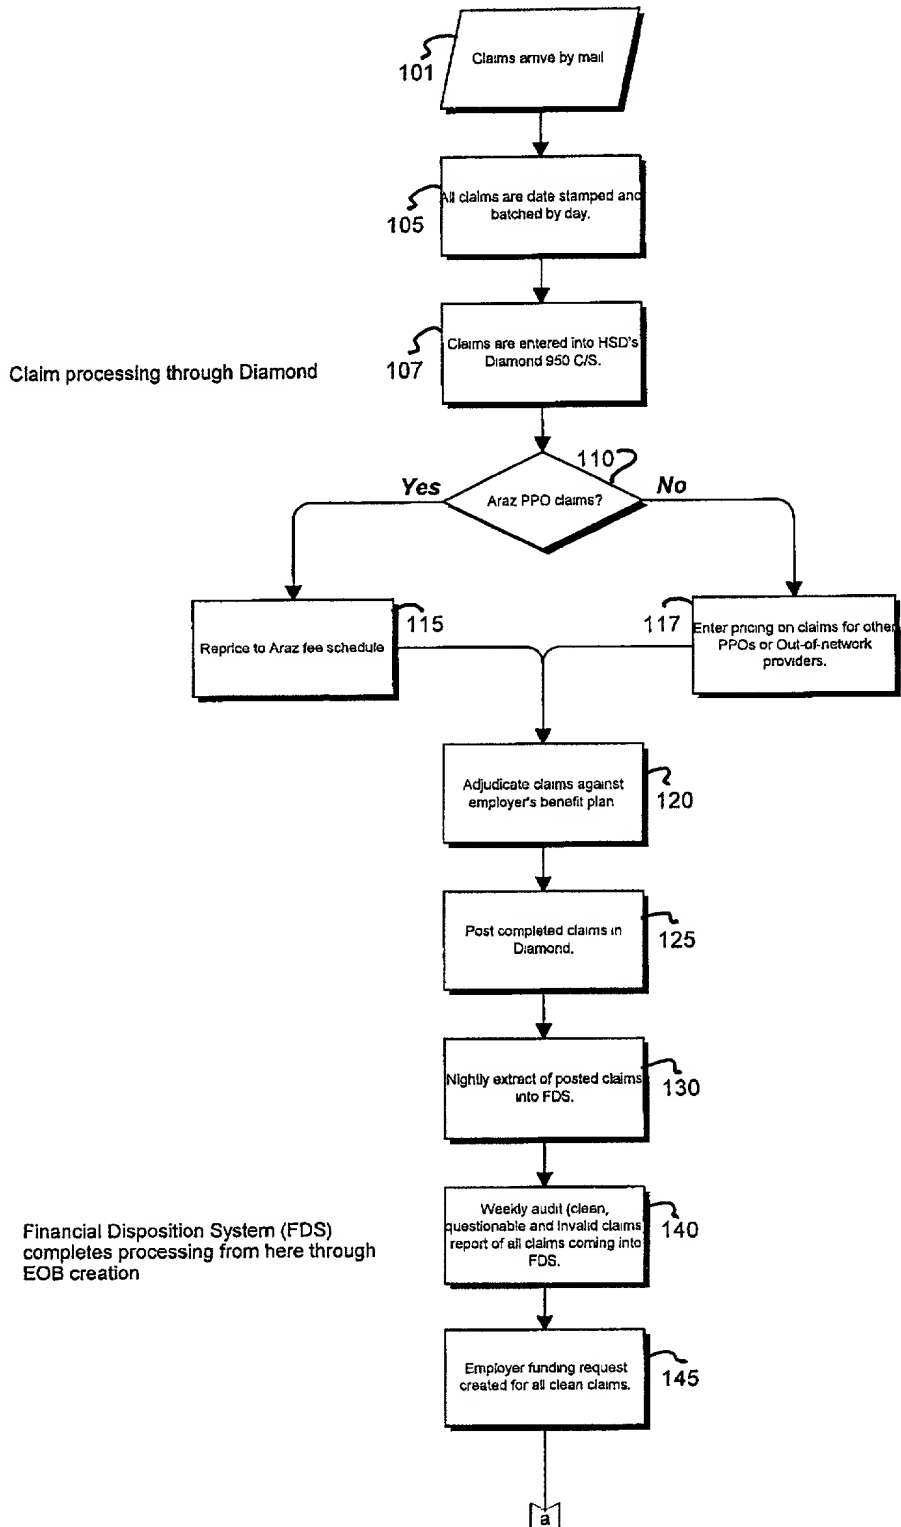 Claims arrive by mail
101
All claims are date stamped and
batched by day.
105
Claims are entered into HSD's
Diamond 950 C/S.
107
Claim processing through Diamond
110
Yes
Araz PPO claims?
No
Reprice to Araz fee schedule
115
117
Enter pricing on claims for other
PPOs or Out-of-network
providers.
Adjudicate claims against
employer's benefit plan
120
Post completed claims in
Diamond.
125
Nightly extract of posted claims
into FDS.
130
Weekly audit (clean,
questionable and invalid claims
report of all claims coming into
FDS.
140
Financial Disposition System (FDS)
completes processing from here through
EOB creation
Employer funding request
created for all clean claims.
145
a